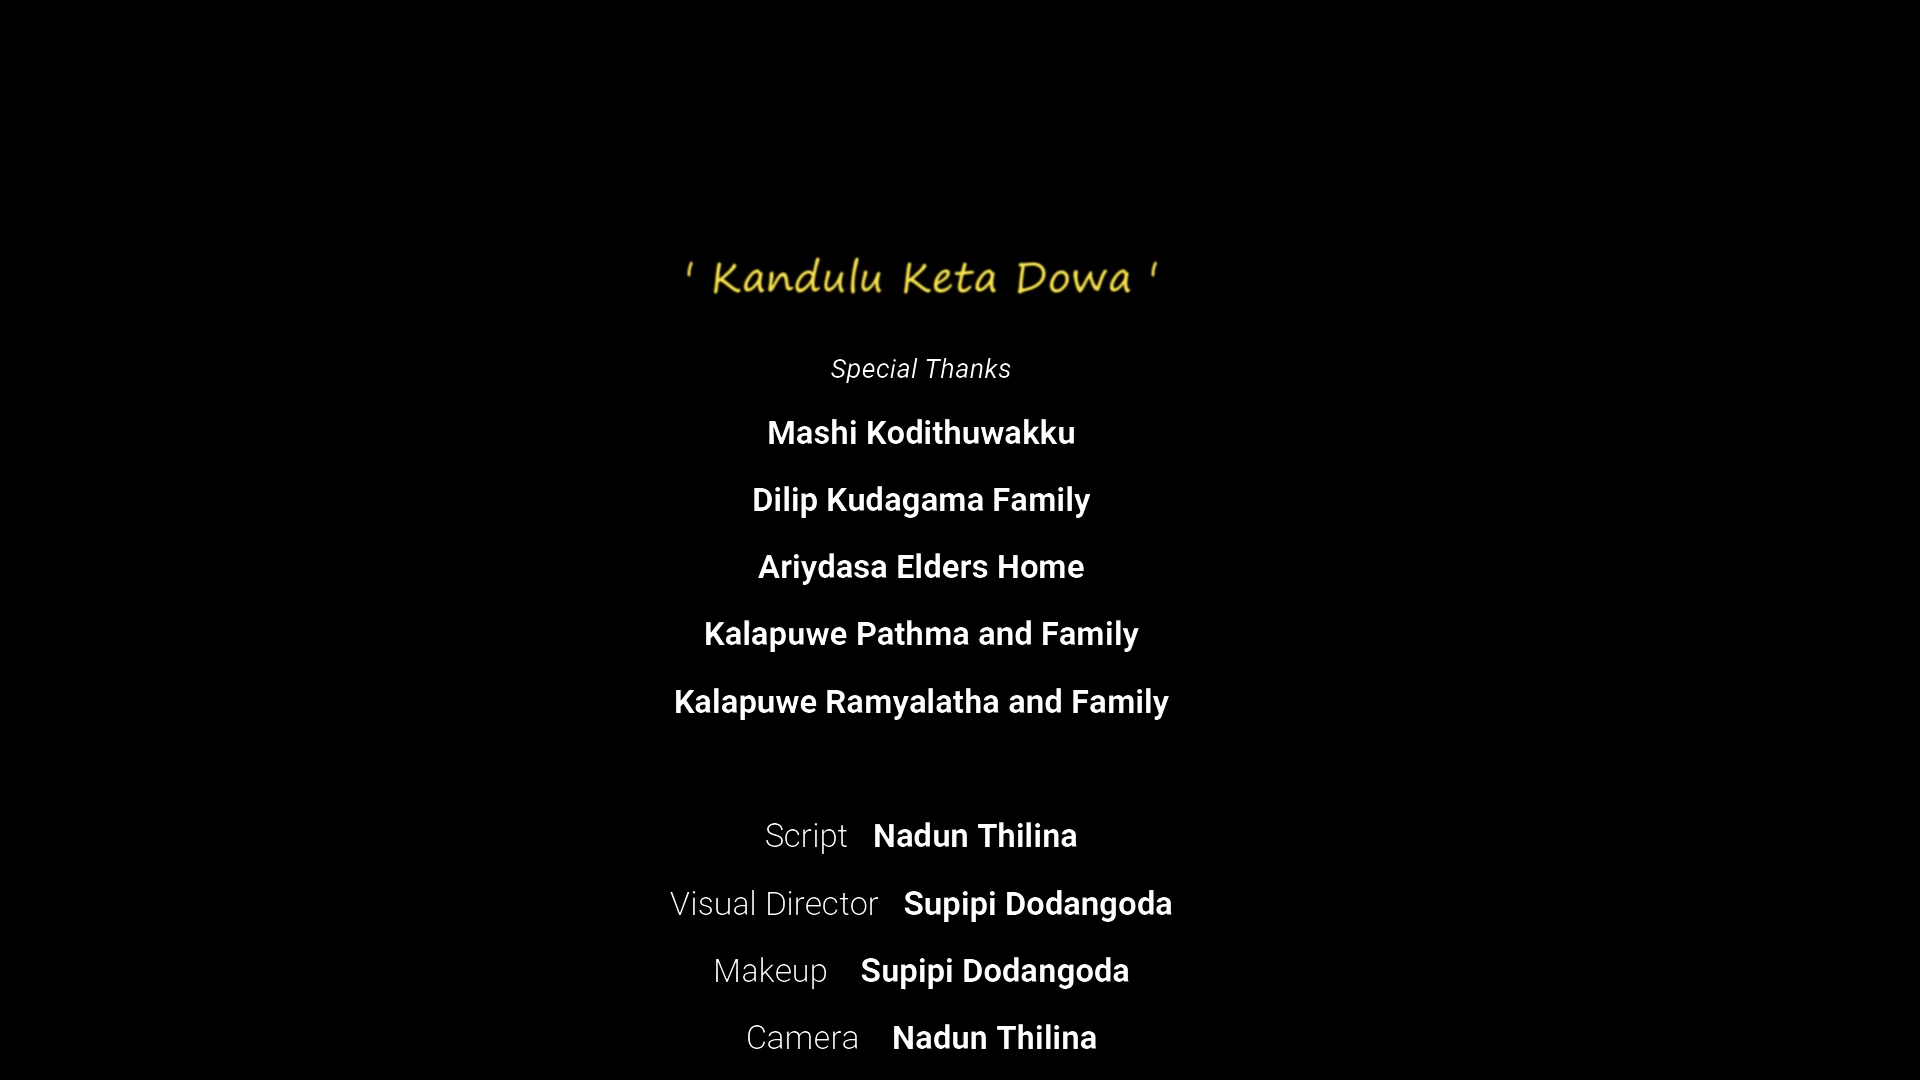 ' Kandulu Keta Dowa '
Special Thanks
Mashi Kodithuwakku
Dilip Kudagama Family
Ariydasa Elders Home
Kalapuwe Pathma and Family
Kalapuwe Ramyalatha and Family
Script Nadun Thilina
Visual Director Supipi Dodangoda
Makeup Supipi Dodangoda
Camera Nadun Thilina